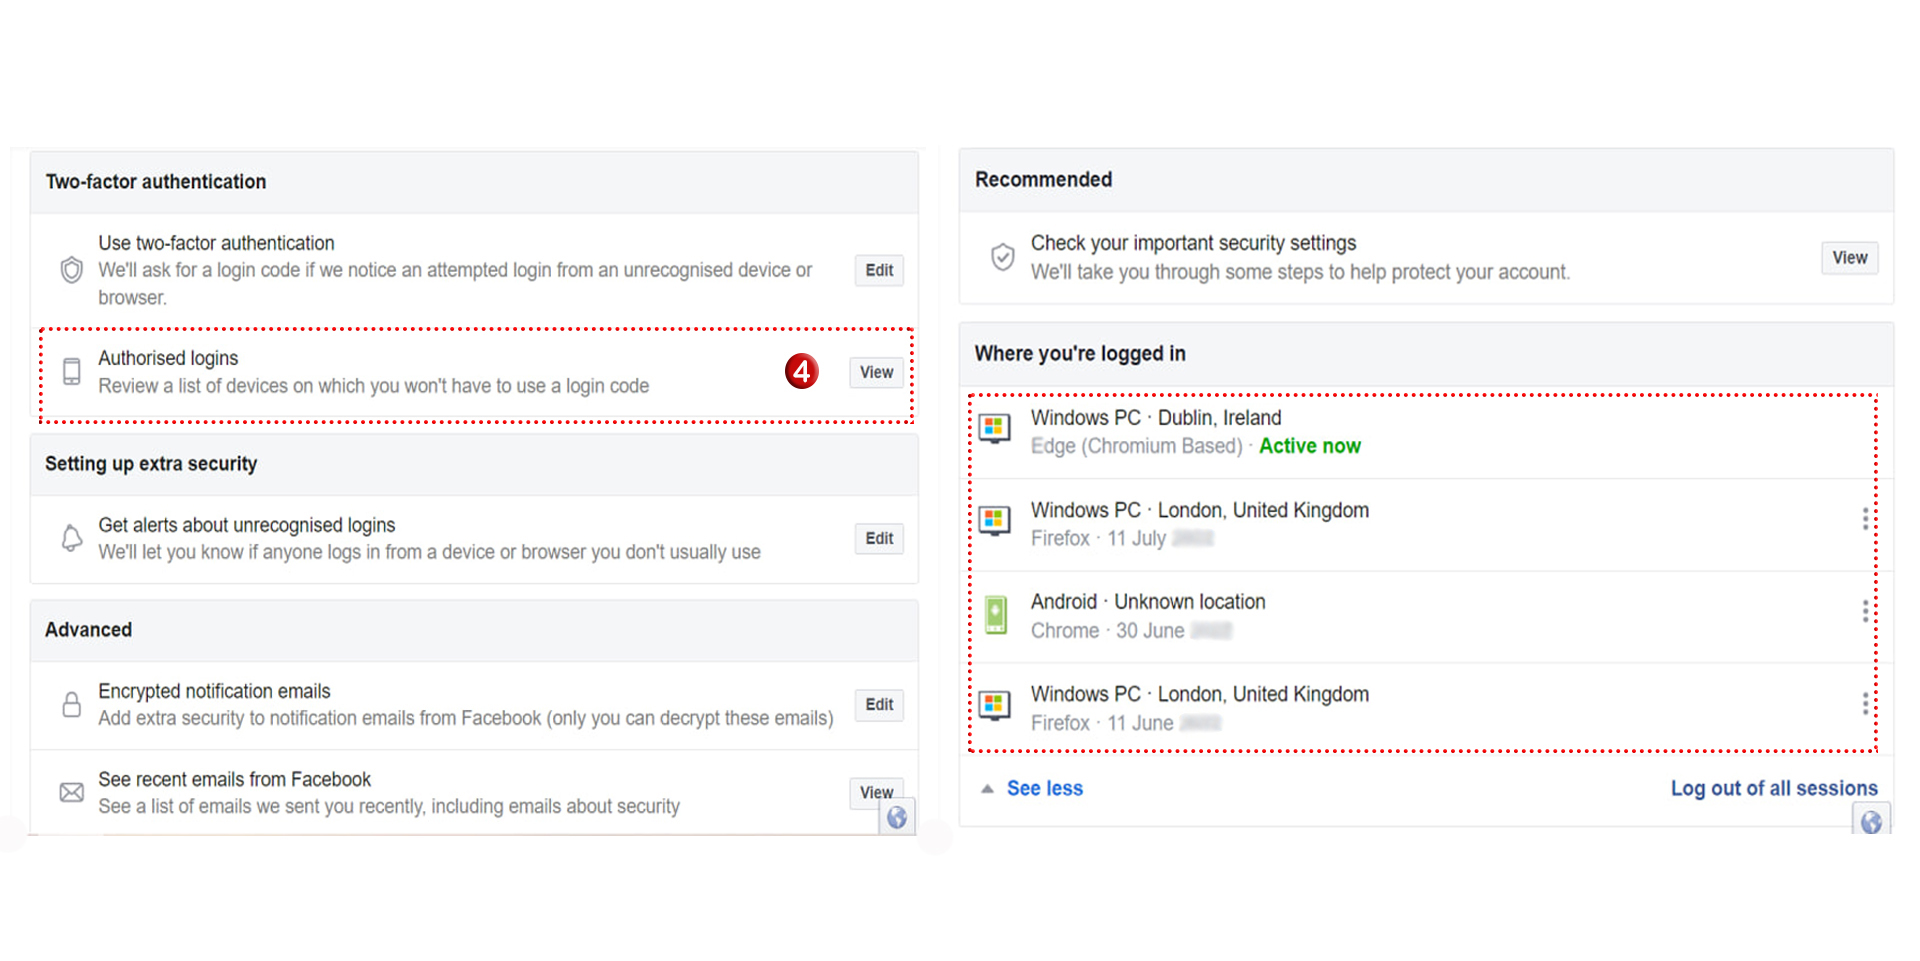 Two-factor authentication
Use two-factor authentication
We'll ask for a login code if we notice an attempted login from an unrecognised device or
browser.
Edit
Authorised logins
Review a list of devices on which you won't have to use a login code
4
View
Setting up extra security
Get alerts about unrecognised logins
We'll let you know if anyone logs in from a device or browser you don't usually use
Edit
Advanced
Encrypted notification emails
Add extra security to notification emails from Facebook (only you can decrypt these emails)
Edit
See recent emails from Facebook
See a list of emails we sent you recently, including emails about security
View
Recommended
Check your important security settings
We'll take you through some steps to help protect your account.
View
Where you're logged in
Windows PC · Dublin, Ireland
Edge (Chromium Based) · Active now
Windows PC · London, United Kingdom
Firefox · 11 July
Android · Unknown location
Chrome · 30 June
Windows PC · London, United Kingdom
Firefox · 11 June
See less
Log out of all sessions